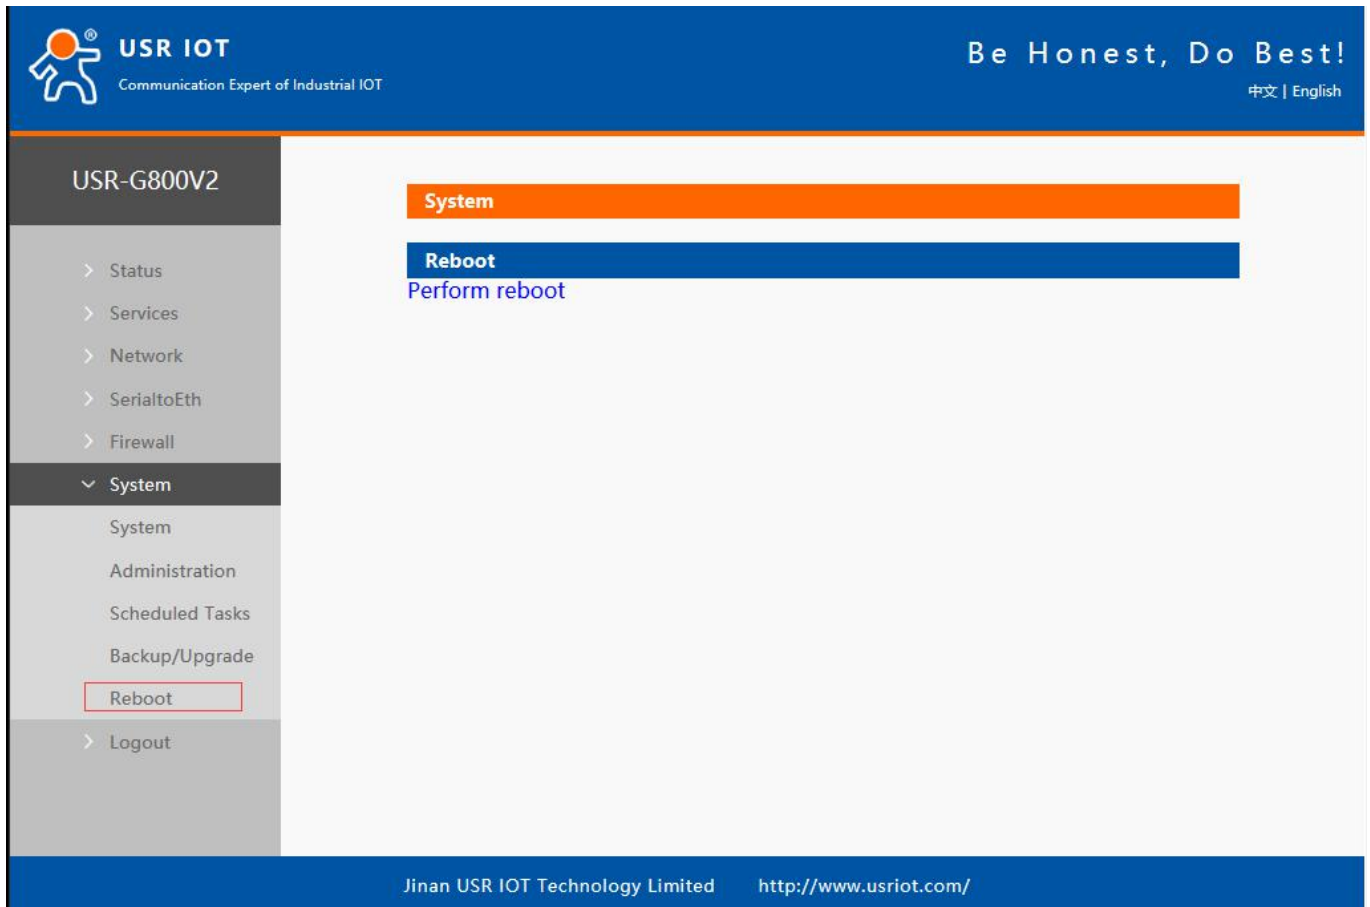 ®
USR IOT
Communication Expert of Industrial IOT
Be Honest, Do Best!
中文 | English
USR-G800V2
Status
Services
Network
SerialtoEth
Firewall
System
System
Administration
Scheduled Tasks
Backup/Upgrade
Reboot
Logout
System
Reboot
Perform reboot
Jinan USR IOT Technology Limited http://www.usriot.com/